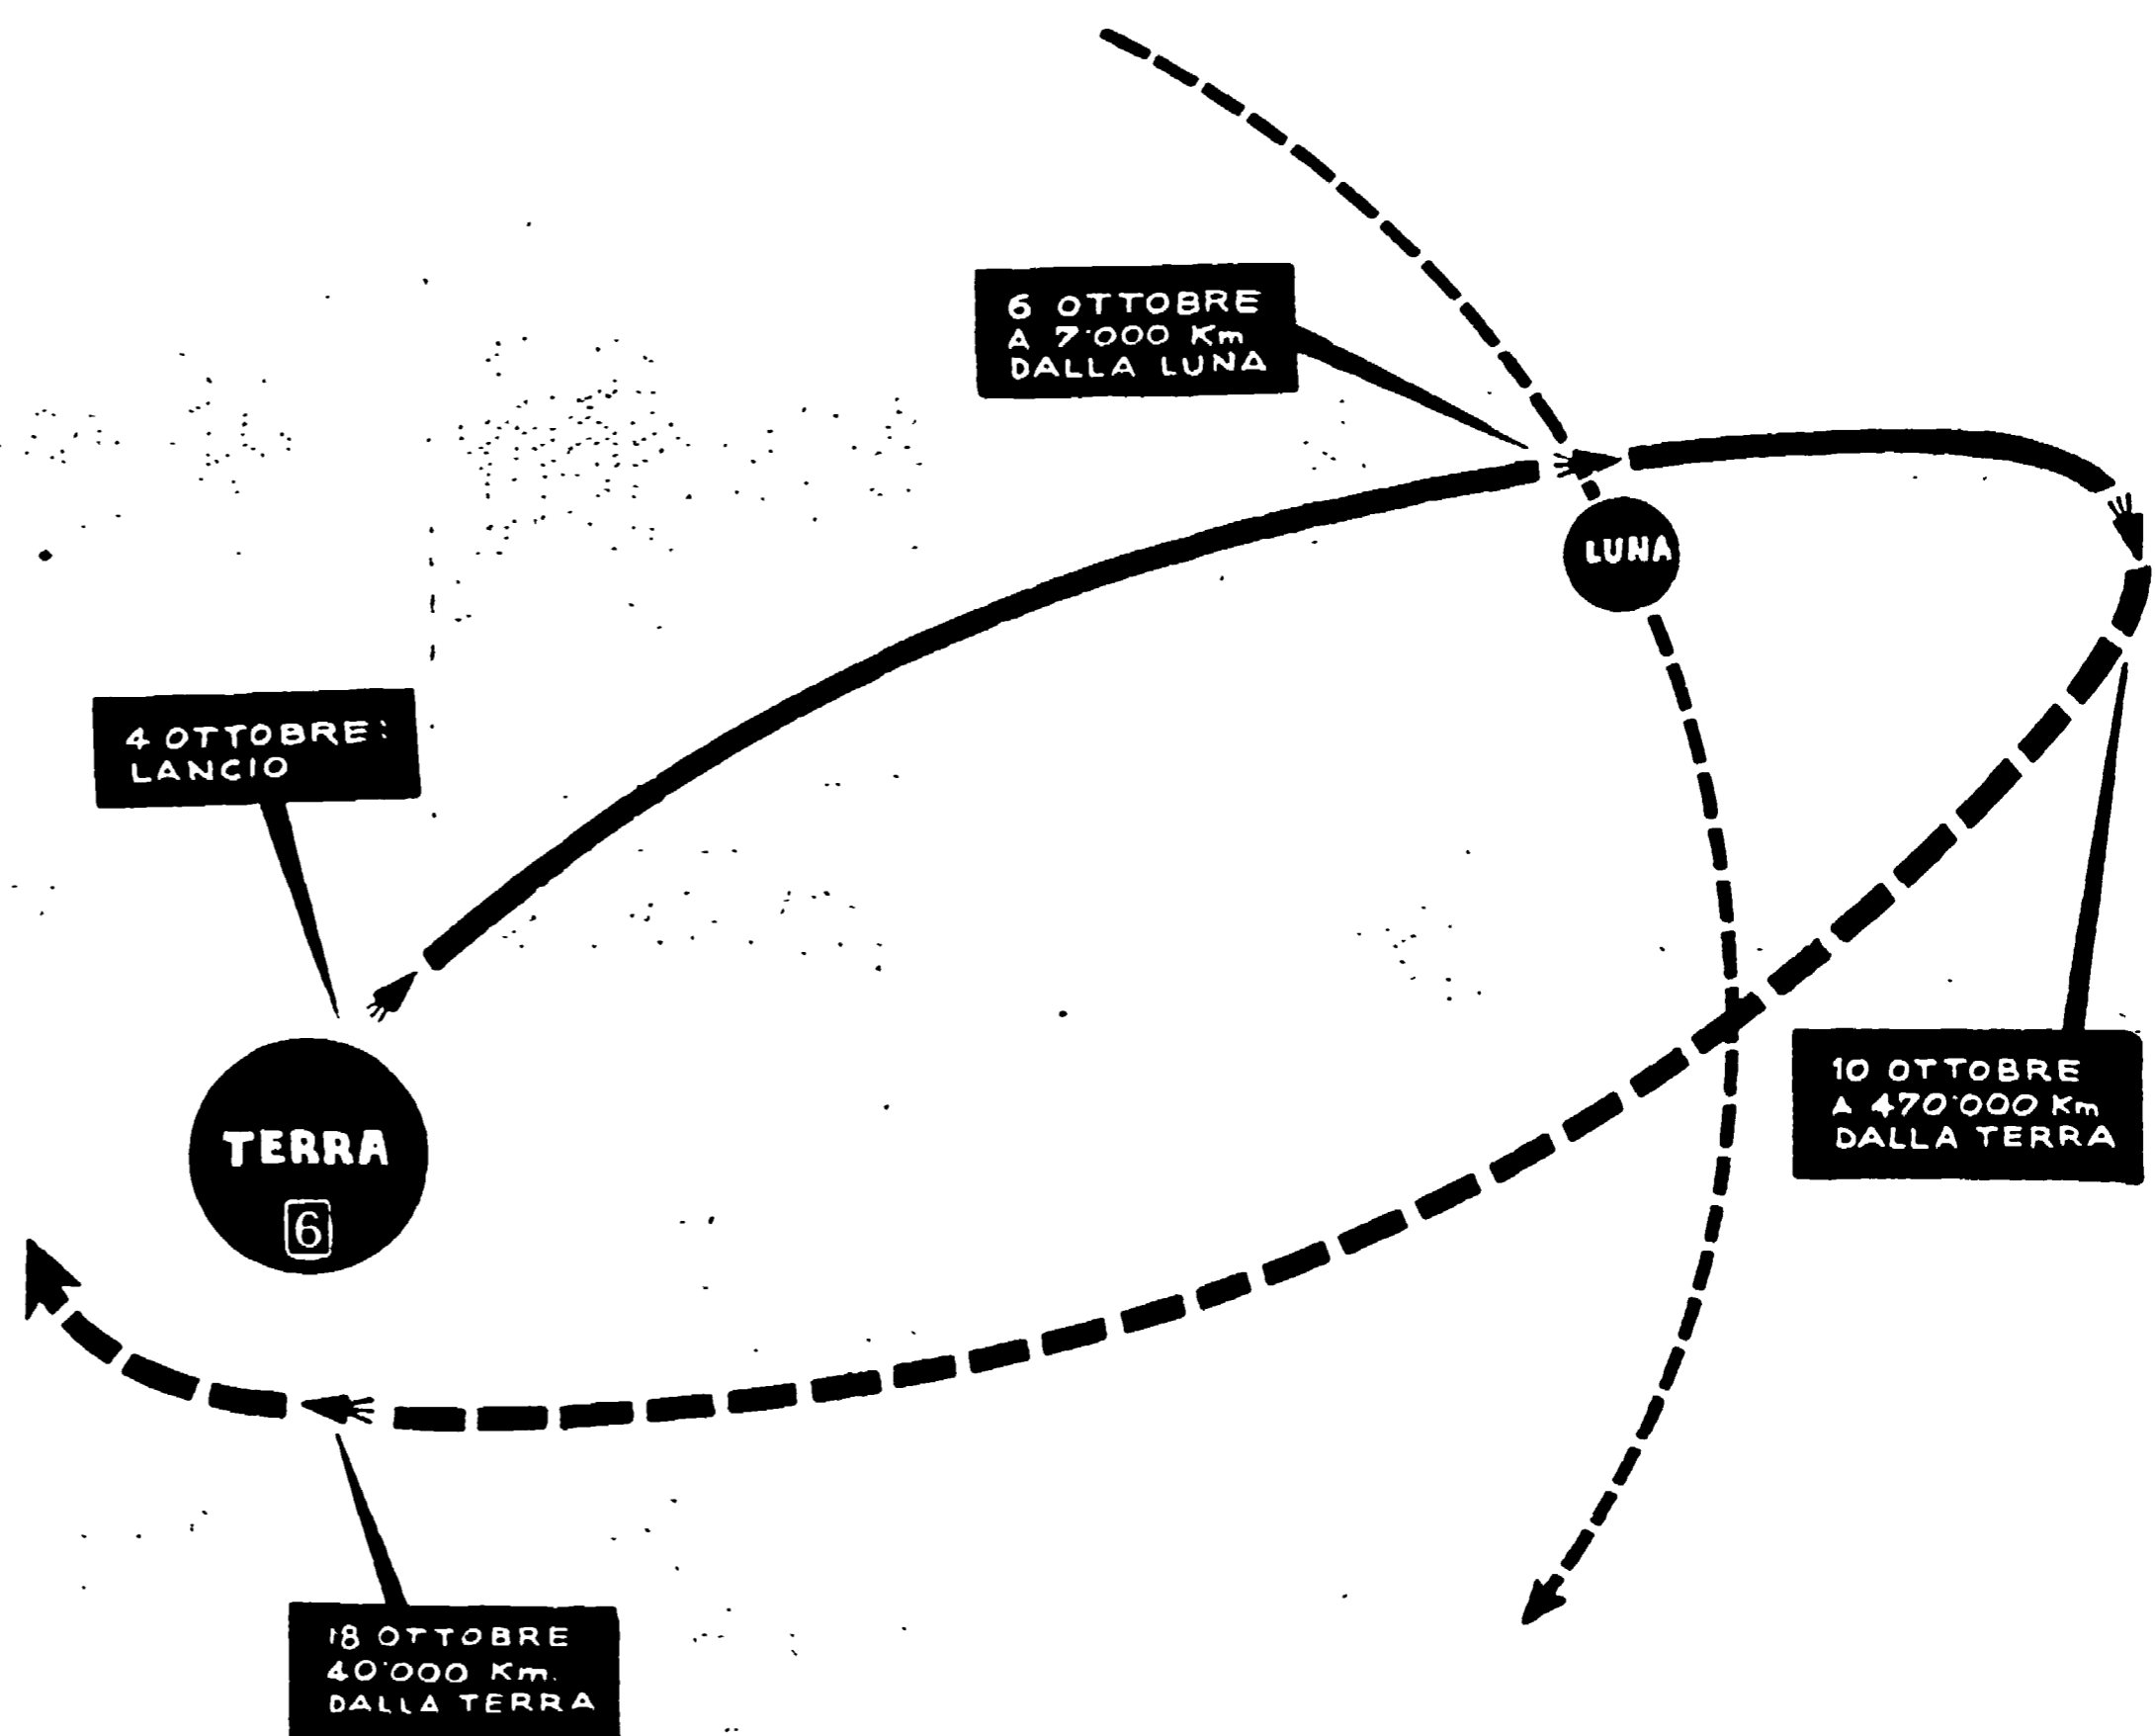 6 OTTOBRE
A 7'000 Km
DALLA LUNA
LUNA
4 OTTOBRE:
LANCIO
TERRA
6
10 OTTOBRE
A 470'000 Km
DALLA TERRA
18 OTTOBRE
40'000 Km.
DALLA TERRA